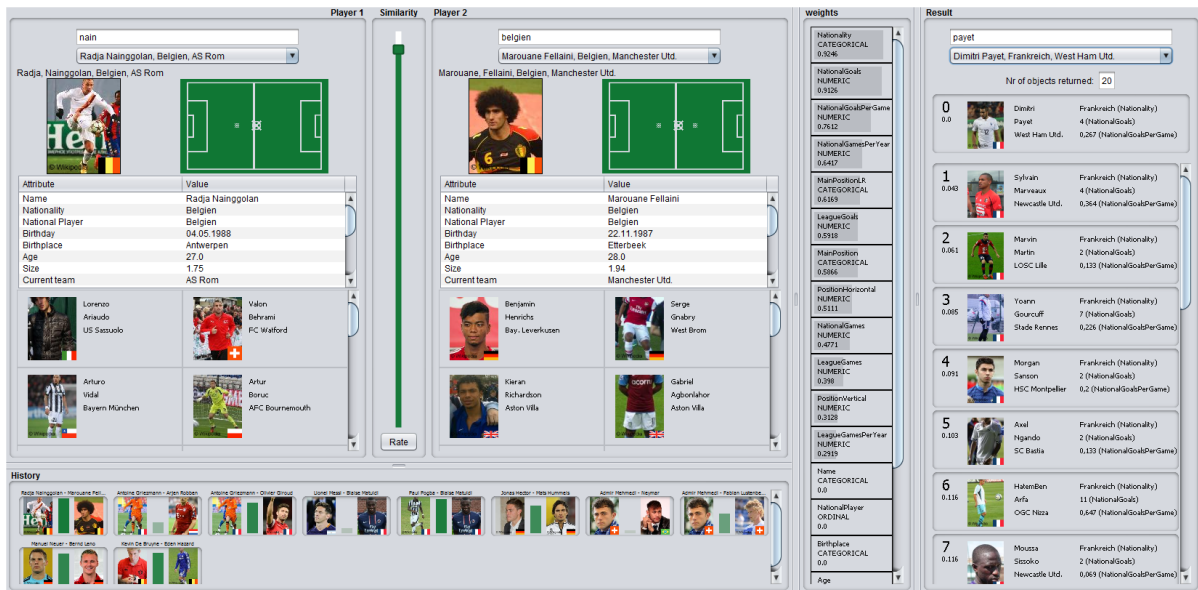 Player 1
Similarity
Player 2
weights
Result
nain
Radja Nainggolan, Belgien, AS Rom
Radja, Nainggolan, Belgien, AS Rom
© Wikipedia
Attribute Value
Name Radja Nainggolan
Nationality Belgien
National Player Belgien
Birthday 04.05.1988
Birthplace Antwerpen
Age 27.0
Size 1.75
Current team AS Rom
Lorenzo
Ariaudo
US Sassuolo
Valon
Behrami
FC Watford
Arturo
Vidal
Bayern München
Artur
Boruc
AFC Bournemouth
Rate
belgien
Marouane Fellaini, Belgien, Manchester Utd.
Marouane, Fellaini, Belgien, Manchester Utd.
Attribute Value
Name Marouane Fellaini
Nationality Belgien
National Player Belgien
Birthday 22.11.1987
Birthplace Etterbeek
Age 28.0
Size 1.94
Current team Manchester Utd.
Benjamin
Henrichs
Bay. Leverkusen
Serge
Gnabry
West Brom
Kieran
Richardson
Aston Villa
Gabriel
Agbonlahor
Aston Villa
Nationality
CATEGORICAL
0.9246
NationalGoals
NUMERIC
0.9126
NationalGoalsPerGame
NUMERIC
0.7612
NationalGamesPerYear
NUMERIC
0.6417
MainPositionLR
CATEGORICAL
0.6169
LeagueGoals
NUMERIC
0.5918
MainPosition
CATEGORICAL
0.5866
PositionHorizontal
NUMERIC
0.5111
NationalGames
NUMERIC
0.4771
LeagueGames
NUMERIC
0.398
PositionVertical
NUMERIC
0.3128
LeagueGamesPerYear
NUMERIC
0.2919
Name
CATEGORICAL
0.0
NationalPlayer
ORDINAL
0.0
Birthplace
CATEGORICAL
0.0
Age
payet
Dimitri Payet, Frankreich, West Ham Utd.
Nr of objects returned: 20
0 Dimitri Frankreich (Nationality)
0.0 Payet 4 (NationalGoals)
West Ham Utd. 0,267 (NationalGoalsPerGame)
1 Sylvain Frankreich (Nationality)
0.043 Marveaux 4 (NationalGoals)
Newcastle Utd. 0,364 (NationalGoalsPerGame)
2 Marvin Frankreich (Nationality)
0.061 Martin 2 (NationalGoals)
LOSC Lille 0,133 (NationalGoalsPerGame)
3 Yoann Frankreich (Nationality)
0.085 Gourcuff 7 (NationalGoals)
Stade Rennes 0,226 (NationalGoalsPerGame)
4 Morgan Frankreich (Nationality)
0.091 Sanson 2 (NationalGoals)
HSC Montpellier 0,2 (NationalGoalsPerGame)
5 Axel Frankreich (Nationality)
0.103 Ngando 2 (NationalGoals)
SC Bastia 0,133 (NationalGoalsPerGame)
6 HatemBen Frankreich (Nationality)
0.116 Arfa 11 (NationalGoals)
OGC Nizza 0,647 (NationalGoalsPerGame)
7 Moussa Frankreich (Nationality)
0.116 Sissoko 2 (NationalGoals)
Newcastle Utd. 0,069 (NationalGoalsPerGame)
History
Radja Nainggolan - Marouane Fell...
Antoine Griezmann - Arjen Robben
Antoine Griezmann - Olivier Giroud
Lionel Messi - Blaise Matuidi
Paul Pogba - Blaise Matuidi
Jonas Hector - Mats Hummels
Admir Mehmedi - Neymar
Admir Mehmedi - Fabian Lustenbe...
Manuel Neuer - Bernd Leno
Kevin De Bruyne - Eden Hazard